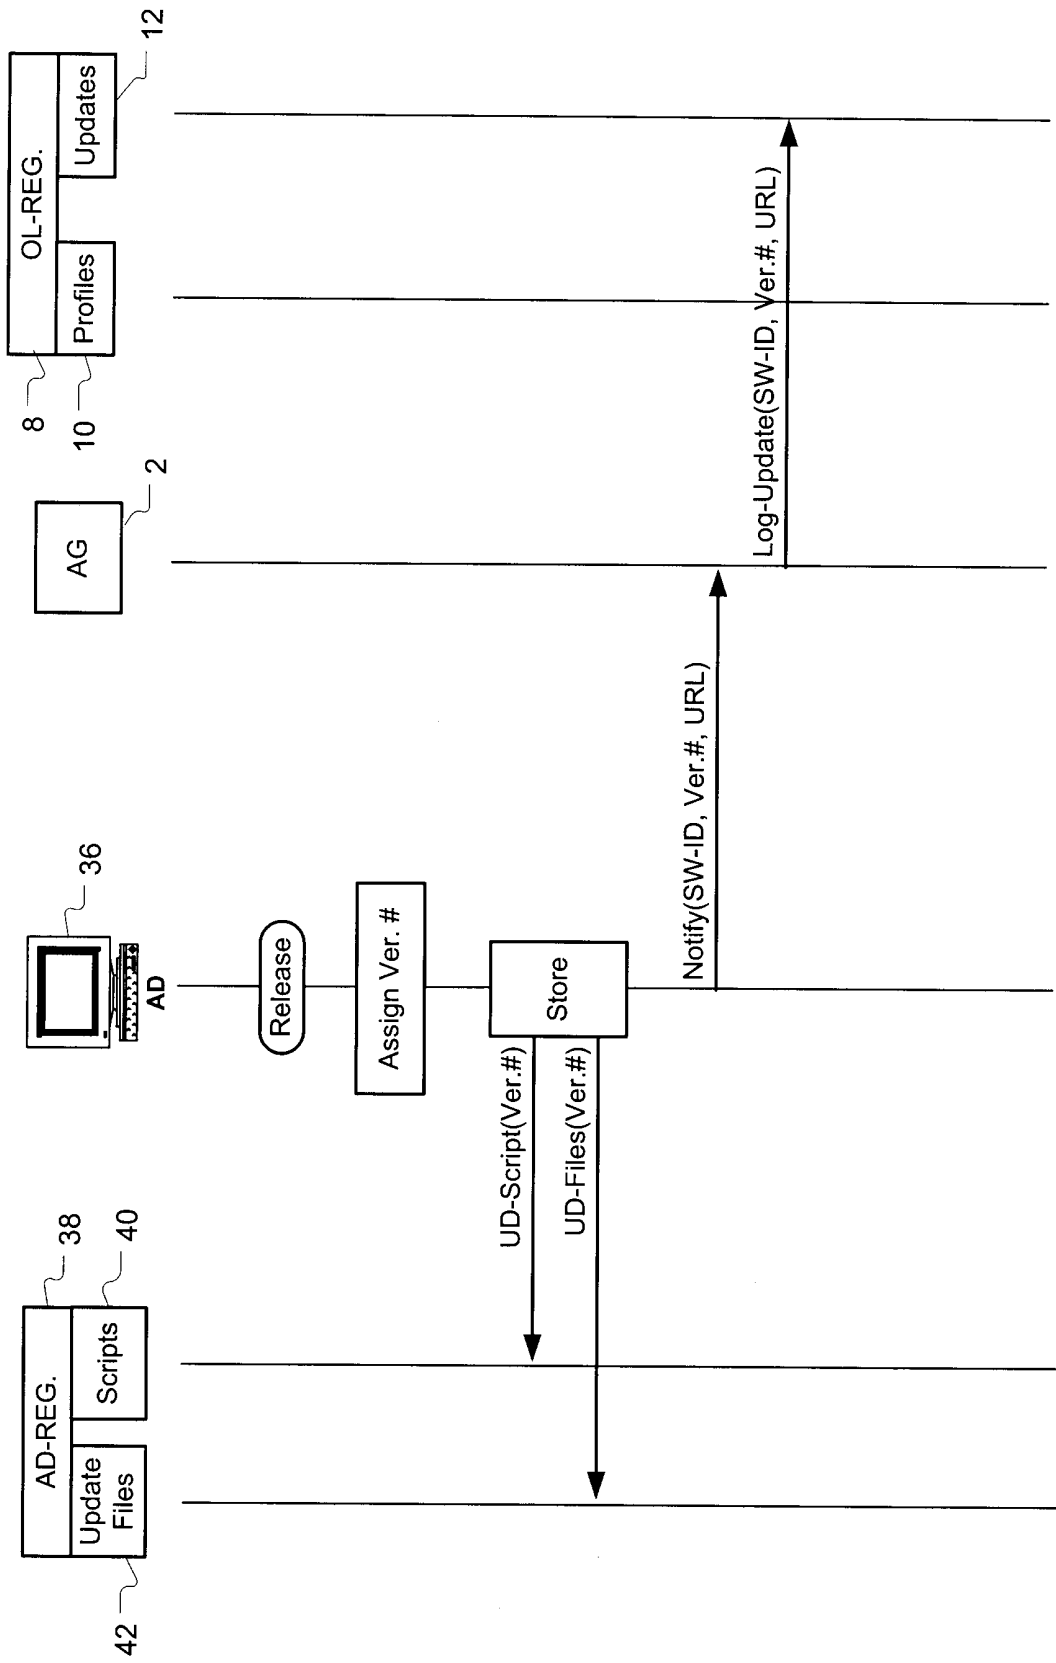 AD-REG.
38
Update
Files
Scripts
42
40
36
AD
AG
2
OL-REG.
8
Profiles
Updates
10
12
Release
Assign Ver. #
Store
UD-Script(Ver.#)
UD-Files(Ver.#)
Notify(SW-ID, Ver.#, URL)
Log-Update(SW-ID, Ver.#, URL)